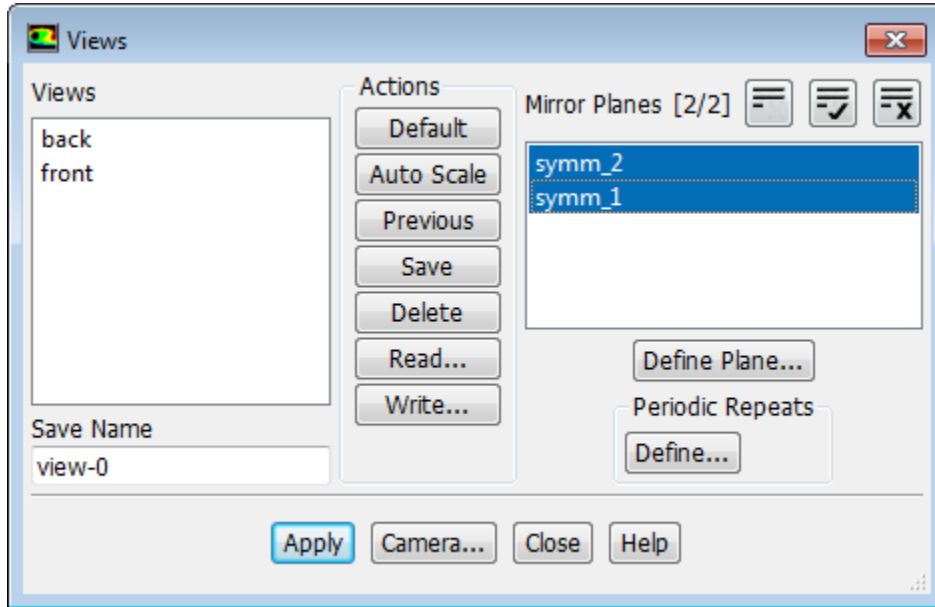 Views
Views
back
front
Save Name
view-0
Actions
Default
Auto Scale
Previous
Save
Delete
Read...
Write...
Mirror Planes [2/2]
symm_2
symm_1
Define Plane...
Periodic Repeats
Define...
Apply
Camera...
Close
Help